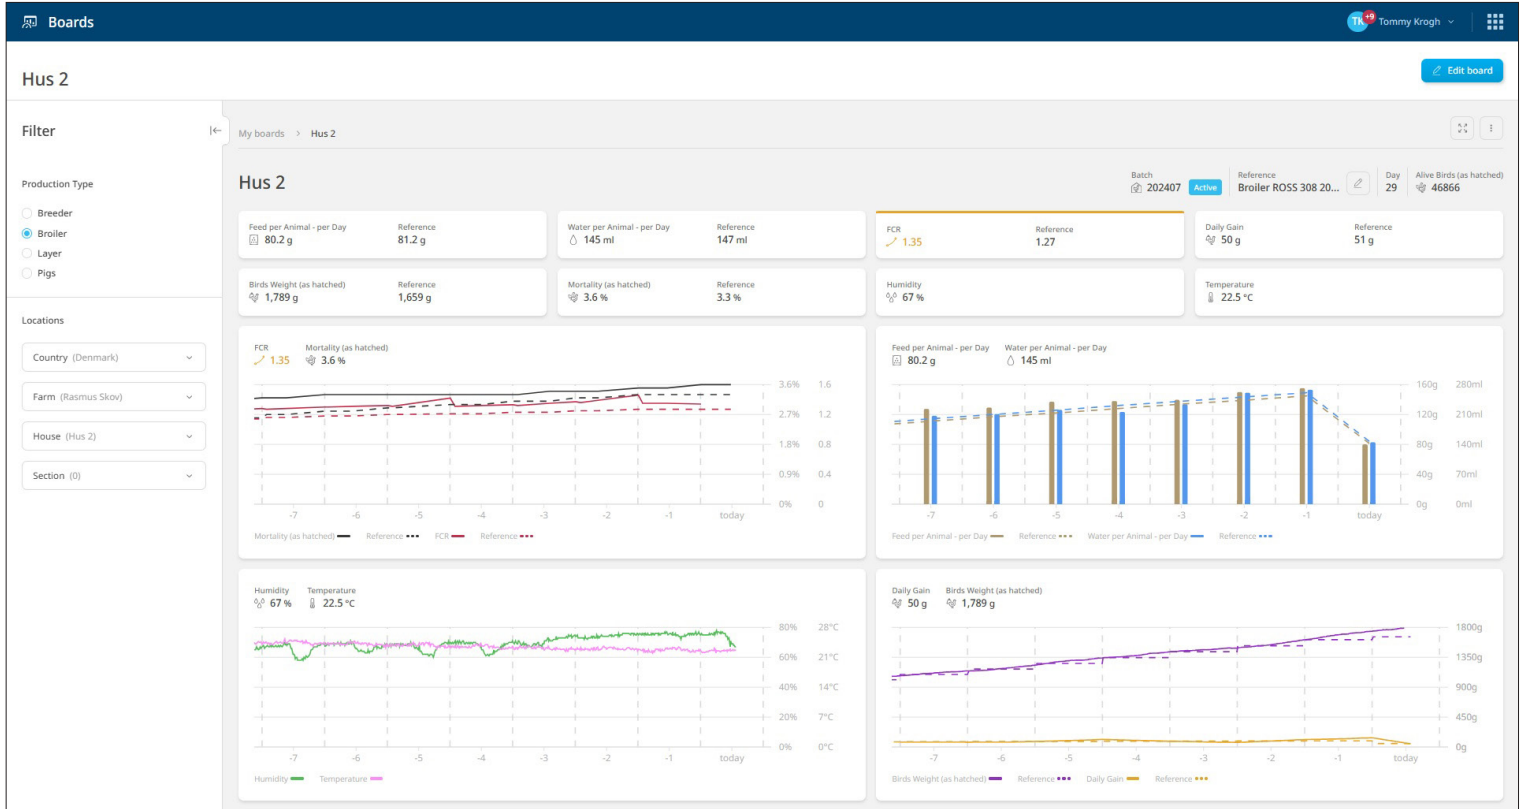 Boards
TK +9 Tommy Krogh
Hus 2
Edit board
Filter
My boards > Hus 2
Production Type
Breeder
Broiler
Layer
Pigs
Locations
Country (Denmark)
Farm (Rasmus Skov)
House (Hus 2)
Section (0)
Hus 2
Batch Reference Day Alive Birds (as hatched)
202407 Active Broiler ROSS 308 20... 29 46866
Feed per Animal - per Day Reference
80.2 g 81.2 g
Water per Animal - per Day Reference
145 ml 147 ml
FCR Reference
1.35 1.27
Daily Gain Reference
50 g 51 g
Birds Weight (as hatched) Reference
1,789 g 1,659 g
Mortality (as hatched) Reference
3.6 % 3.3 %
Humidity
67 %
Temperature
22.5 °C
FCR Mortality (as hatched)
1.35 3.6 %
3.6% 1.6
2.7% 1.2
1.8% 0.8
0.9% 0.4
0% 0
-7 -6 -5 -4 -3 -2 -1 today
Mortality (as hatched) Reference FCR Reference
Feed per Animal - per Day Water per Animal - per Day
80.2 g 145 ml
160g 280ml
120g 210ml
80g 140ml
40g 70ml
0g 0ml
-7 -6 -5 -4 -3 -2 -1 today
Feed per Animal - per Day Reference Water per Animal - per Day Reference
Humidity Temperature
67 % 22.5 °C
80% 28°C
60% 21°C
40% 14°C
20% 7°C
0% 0°C
-7 -6 -5 -4 -3 -2 -1 today
Humidity Temperature
Daily Gain Birds Weight (as hatched)
50 g 1,789 g
1800g
1350g
900g
450g
0g
-7 -6 -5 -4 -3 -2 -1 today
Birds Weight (as hatched) Reference Daily Gain Reference